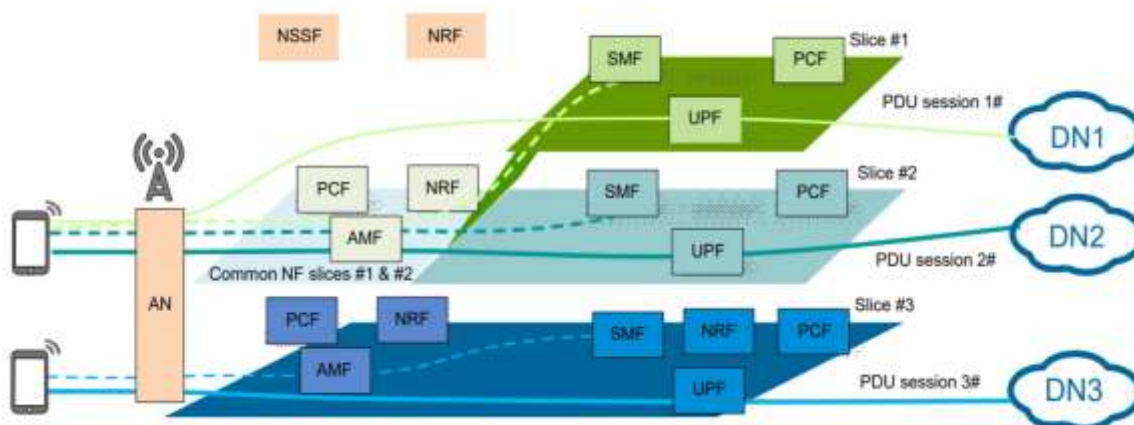 NSSF
NRF
Slice #1
SMF
PCF
PDU session 1#
UPF
DN1
Slice #2
PCF
NRF
SMF
PCF
AMF
UPF
DN2
PDU session 2#
Common NF slices #1 & #2
AN
Slice #3
PCF
NRF
SMF
NRF
PCF
AMF
UPF
PDU session 3#
DN3